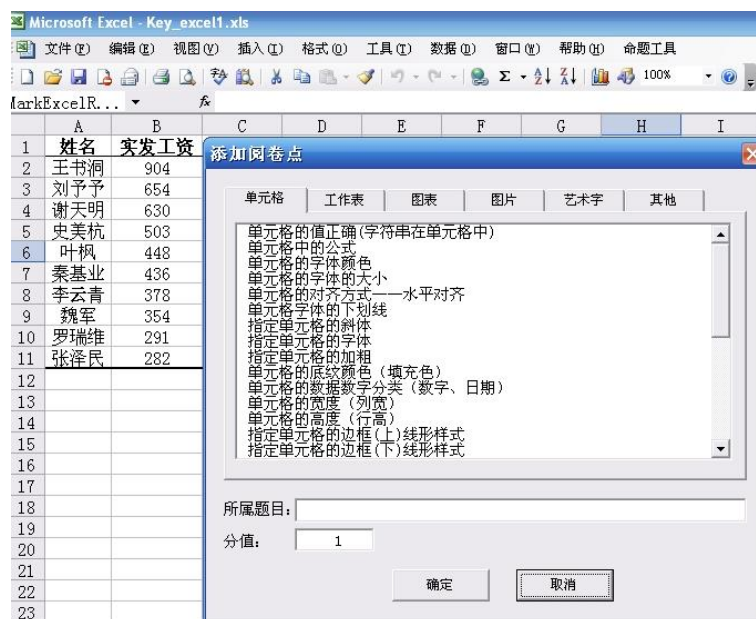 Microsoft Excel - Key_excel1.xls
文件(F) 编辑(E) 视图(V) 插入(I) 格式(O) 工具(T) 数据(D) 窗口(W) 帮助(H) 命题工具
100%
MarkExcelR... fx
A B C D E F G H I
1 姓名 实发工资
2 王书洞 904
3 刘予予 654
4 谢天明 630
5 史美杭 503
6 叶枫 448
7 秦基业 436
8 李云青 378
9 魏军 354
10 罗瑞维 291
11 张泽民 282
12
13
14
15
16
17
18
19
20
21
22
23
添加阅卷点
单元格 工作表 图表 图片 艺术字 其他
单元格的值正确(字符串在单元格中)
单元格中的公式
单元格的字体颜色
单元格的字体的大小
单元格的对齐方式——水平对齐
单元格字体的下划线
指定单元格的斜体
指定单元格的字体
指定单元格的加粗
单元格的底纹颜色（填充色）
单元格的数据数字分类（数字、日期）
单元格的宽度（列宽）
单元格的高度（行高）
指定单元格的边框(上)线形样式
指定单元格的边框(下)线形样式
所属题目:
分值: 1
确定 取消